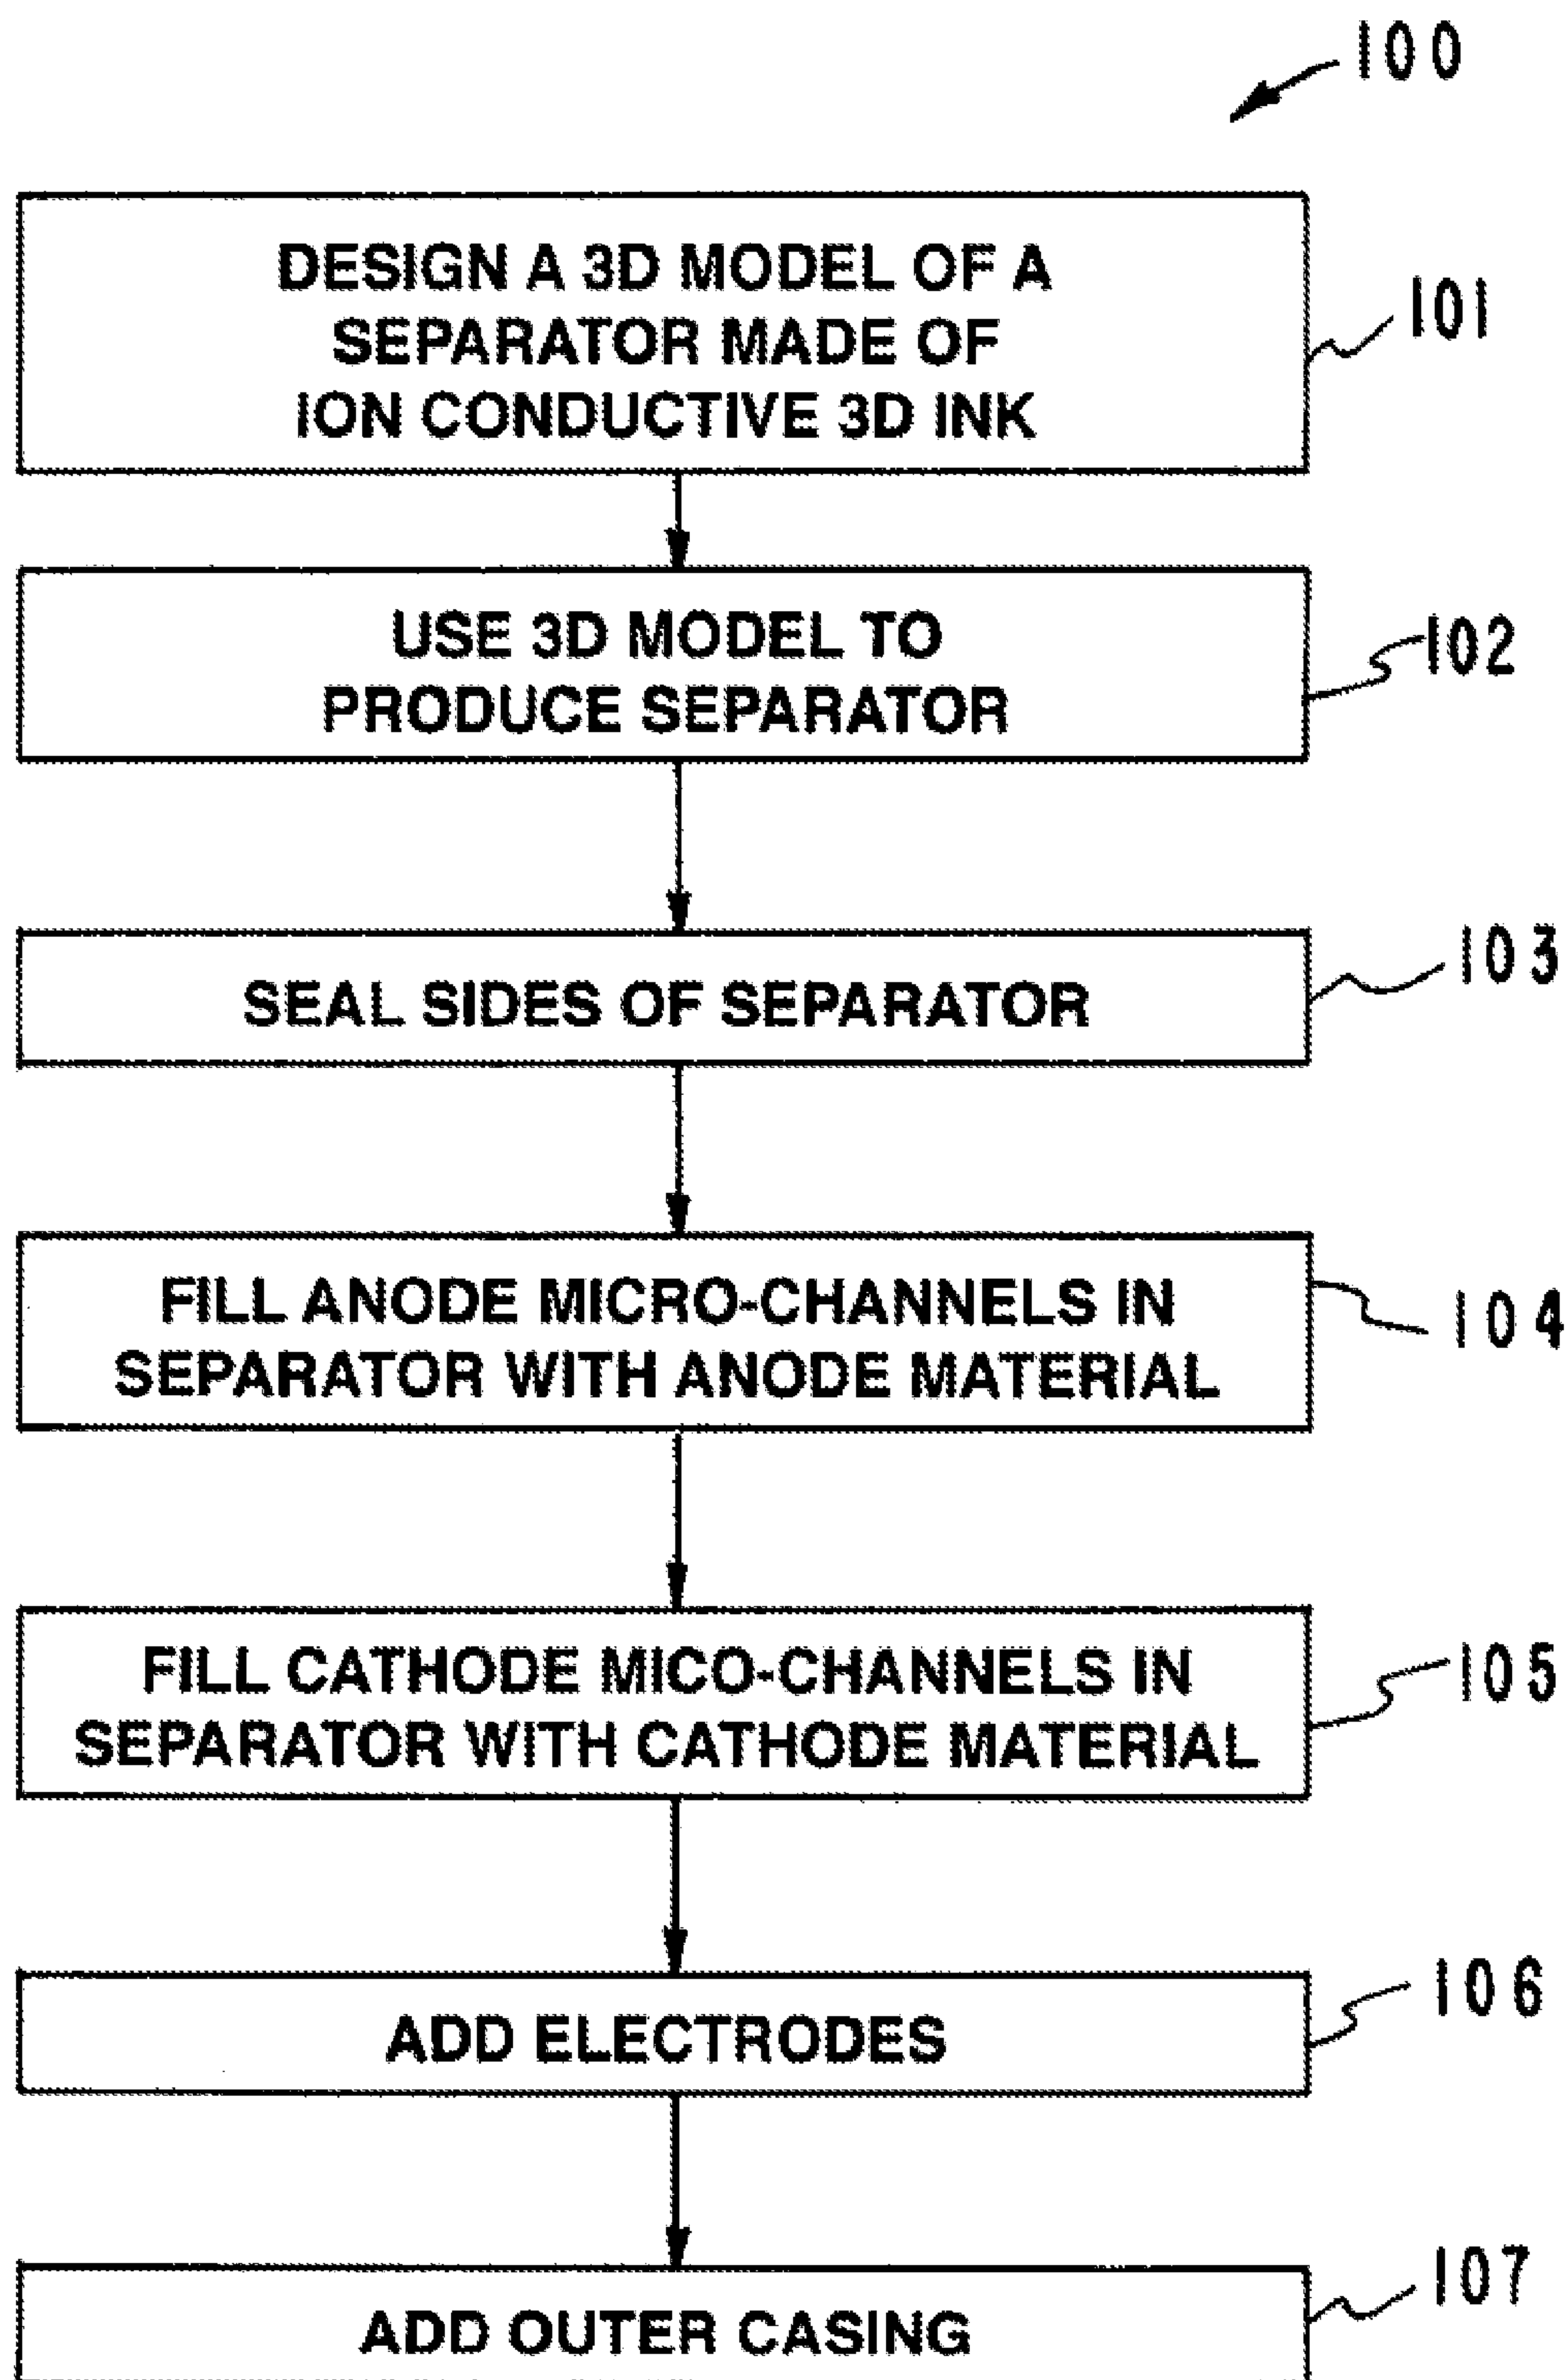 100
DESIGN A 3D MODEL OF A
SEPARATOR MADE OF
ION CONDUCTIVE 3D INK
101
USE 3D MODEL TO
PRODUCE SEPARATOR
102
SEAL SIDES OF SEPARATOR
103
FILL ANODE MICRO-CHANNELS IN
SEPARATOR WITH ANODE MATERIAL
104
FILL CATHODE MICO-CHANNELS IN
SEPARATOR WITH CATHODE MATERIAL
105
ADD ELECTRODES
106
ADD OUTER CASING
107